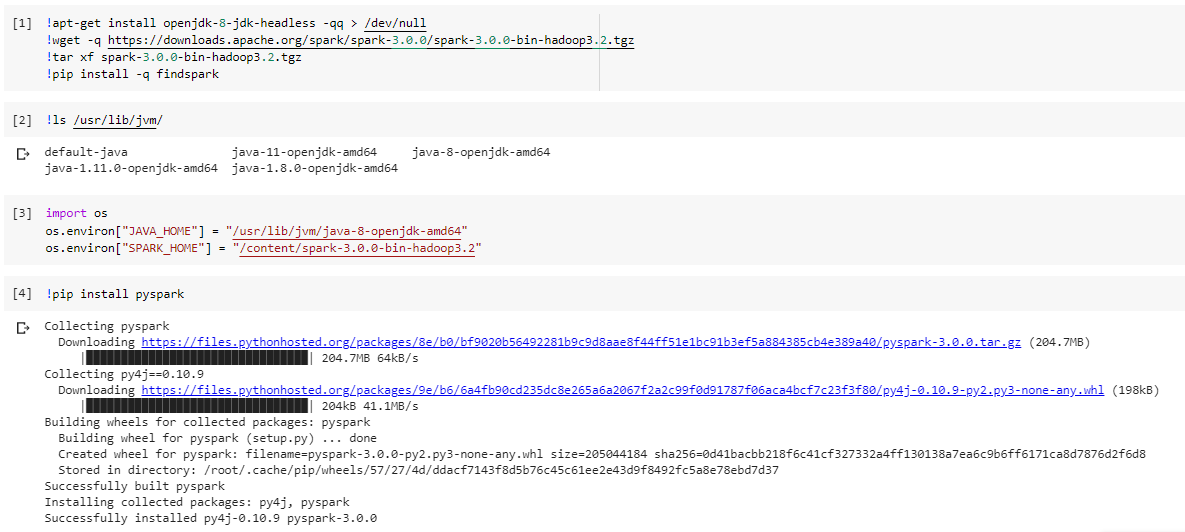 [1] !apt-get install openjdk-8-jdk-headless -qq > /dev/null
!wget -q https://downloads.apache.org/spark/spark-3.0.0/spark-3.0.0-bin-hadoop3.2.tgz
!tar xf spark-3.0.0-bin-hadoop3.2.tgz
!pip install -q findspark
[2] !ls /usr/lib/jvm/
default-java java-11-openjdk-amd64 java-8-openjdk-amd64
java-1.11.0-openjdk-amd64 java-1.8.0-openjdk-amd64
[3] import os
os.environ["JAVA_HOME"] = "/usr/lib/jvm/java-8-openjdk-amd64"
os.environ["SPARK_HOME"] = "/content/spark-3.0.0-bin-hadoop3.2"
[4] !pip install pyspark
Collecting pyspark
Downloading https://files.pythonhosted.org/packages/8e/b0/bf9020b56492281b9c9d8aae8f44ff51e1bc91b3ef5a884385cb4e389a40/pyspark-3.0.0.tar.gz (204.7MB)
|████████████████████████████████| 204.7MB 64kB/s
Collecting py4j==0.10.9
Downloading https://files.pythonhosted.org/packages/9e/b6/6a4fb90cd235dc8e265a6a2067f2a2c99f0d91787f06aca4bcf7c23f3f80/py4j-0.10.9-py2.py3-none-any.whl (198kB)
|████████████████████████████████| 204kB 41.1MB/s
Building wheels for collected packages: pyspark
Building wheel for pyspark (setup.py) ... done
Created wheel for pyspark: filename=pyspark-3.0.0-py2.py3-none-any.whl size=205044184 sha256=0d41bacbb218f6c41cf327332a4ff130138a7ea6c9b6ff6171ca8d7876d2f6d8
Stored in directory: /root/.cache/pip/wheels/57/27/4d/ddacf7143f8d5b76c45c61ee2e43d9f8492fc5a8e78ebd7d37
Successfully built pyspark
Installing collected packages: py4j, pyspark
Successfully installed py4j-0.10.9 pyspark-3.0.0